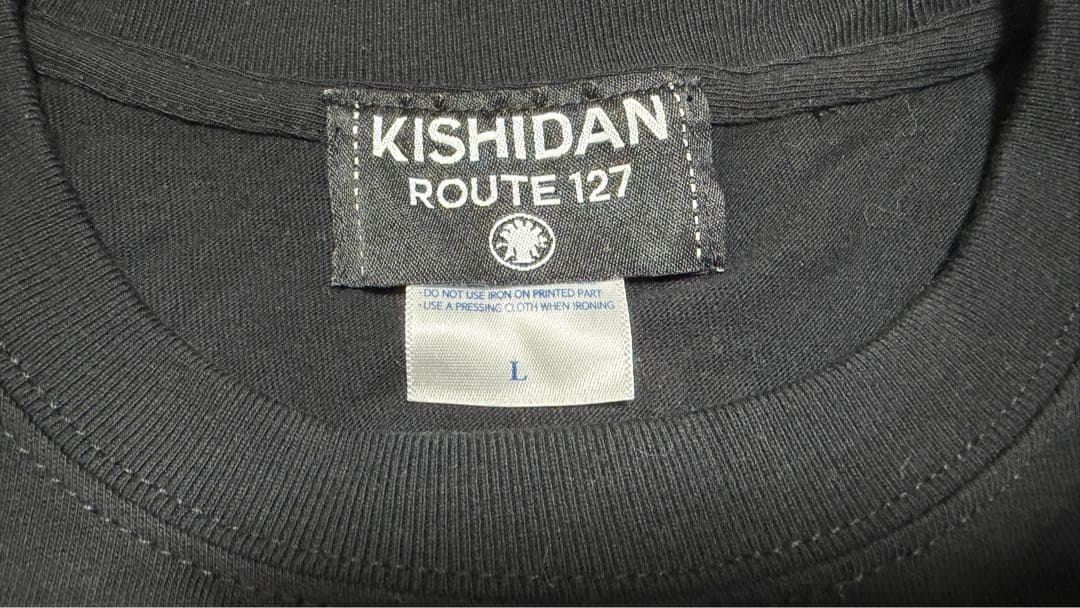 KISHIDAN
ROUTE 127
·DO NOT USE IRON ON PRINTED PART
·USE A PRESSING CLOTH WHEN IRONING
L